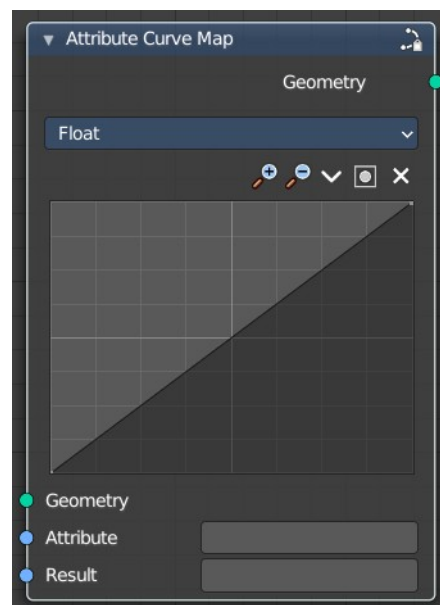 Attribute Curve Map
Geometry
Float
Geometry
Attribute
Result